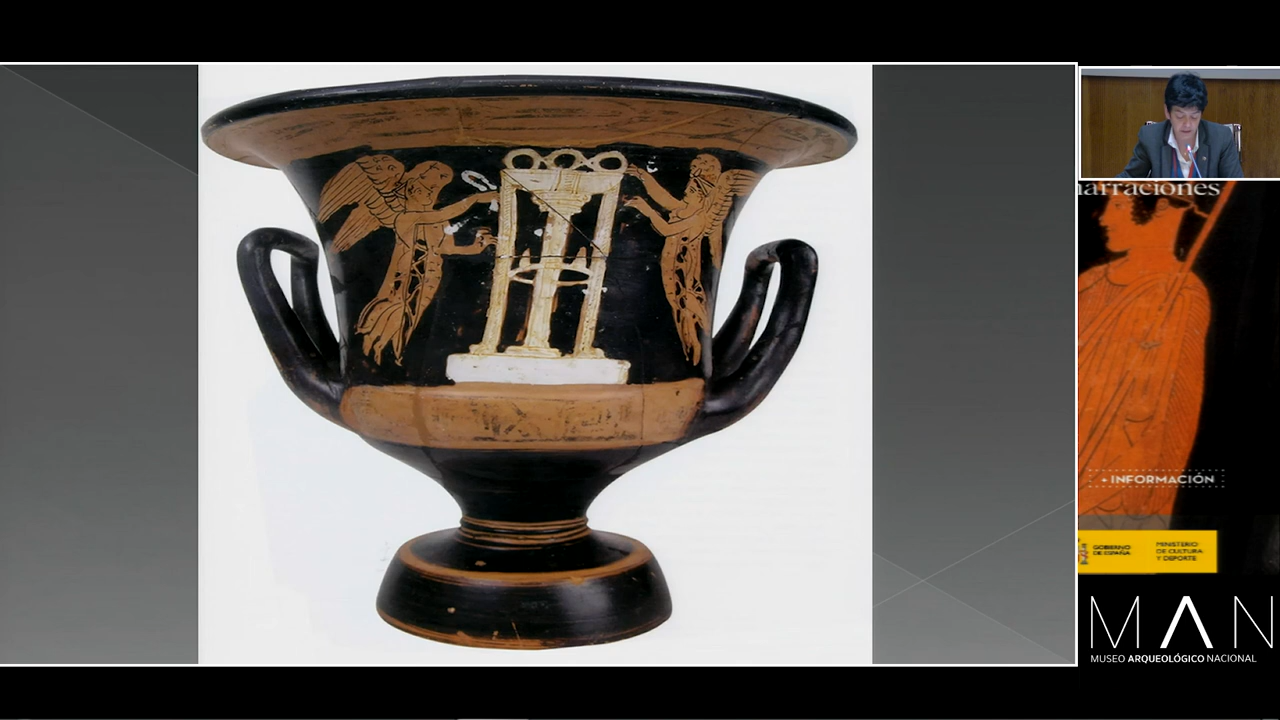 narraciones
+ INFORMACIÓN
GOBIERNO
DE ESPAÑA
MINISTERIO
DE CULTURA
Y DEPORTE
MAN
MUSEO ARQUEOLÓGICO NACIONAL